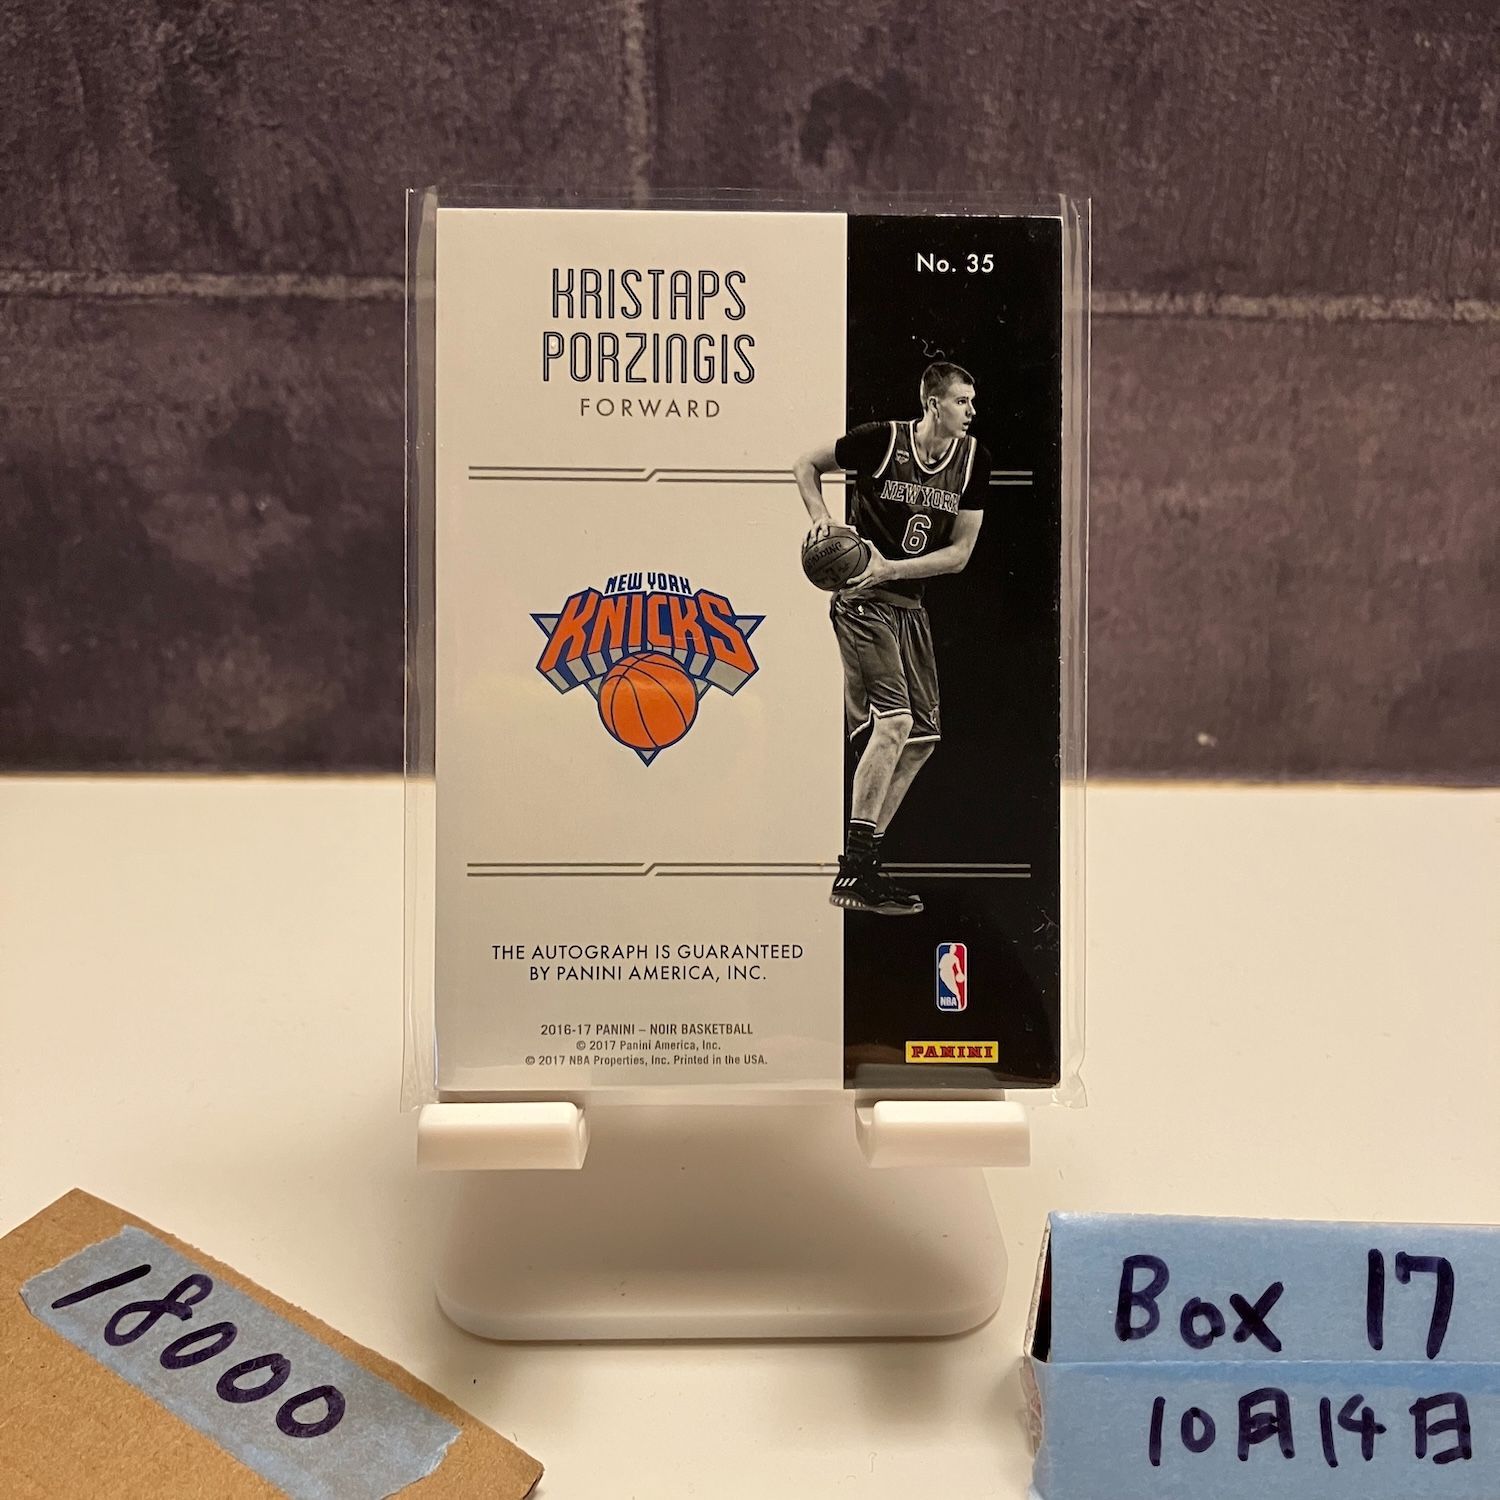 No. 35
KRISTAPS
PORZINGIS
FORWARD
NEW YORK
6
SPALDING
NEW YORK
KNICKS
THE AUTOGRAPH IS GUARANTEED
BY PANINI AMERICA, INC.
NBA
2016-17 PANINI – NOIR BASKETBALL
© 2017 Panini America, Inc.
© 2017 NBA Properties, Inc. Printed in the USA.
PANINI
18000
Box 17
10月14日